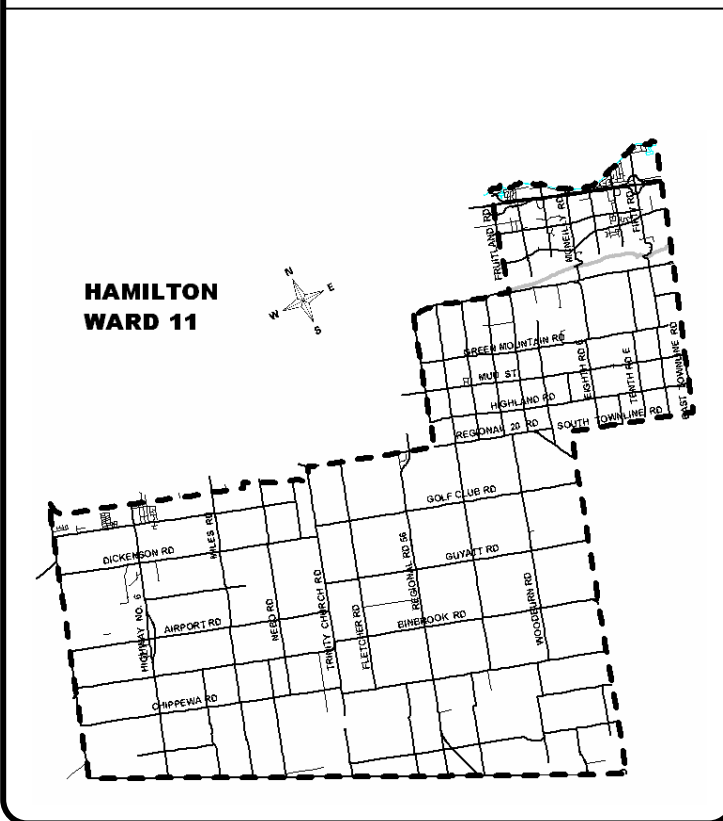 HAMILTON
WARD 11
N
E
W
S
FRUITLAND RD
MCNEILLY RD
FIFTY RD
GREEN MOUNTAIN RD
MUD ST
HIGHLAND RD
EIGHTH RD E
TENTH RD E
EAST TOWNLINE RD
REGIONAL 20 RD
SOUTH TOWNLINE RD
GOLF CLUB RD
MILES RD
DICKENSON RD
GUYATT RD
REGIONAL RD 56
HIGHWAY NO. 6
AIRPORT RD
NEBO RD
TRINITY CHURCH RD
FLETCHER RD
BINBROOK RD
WOODBURN RD
CHIPPEWA RD